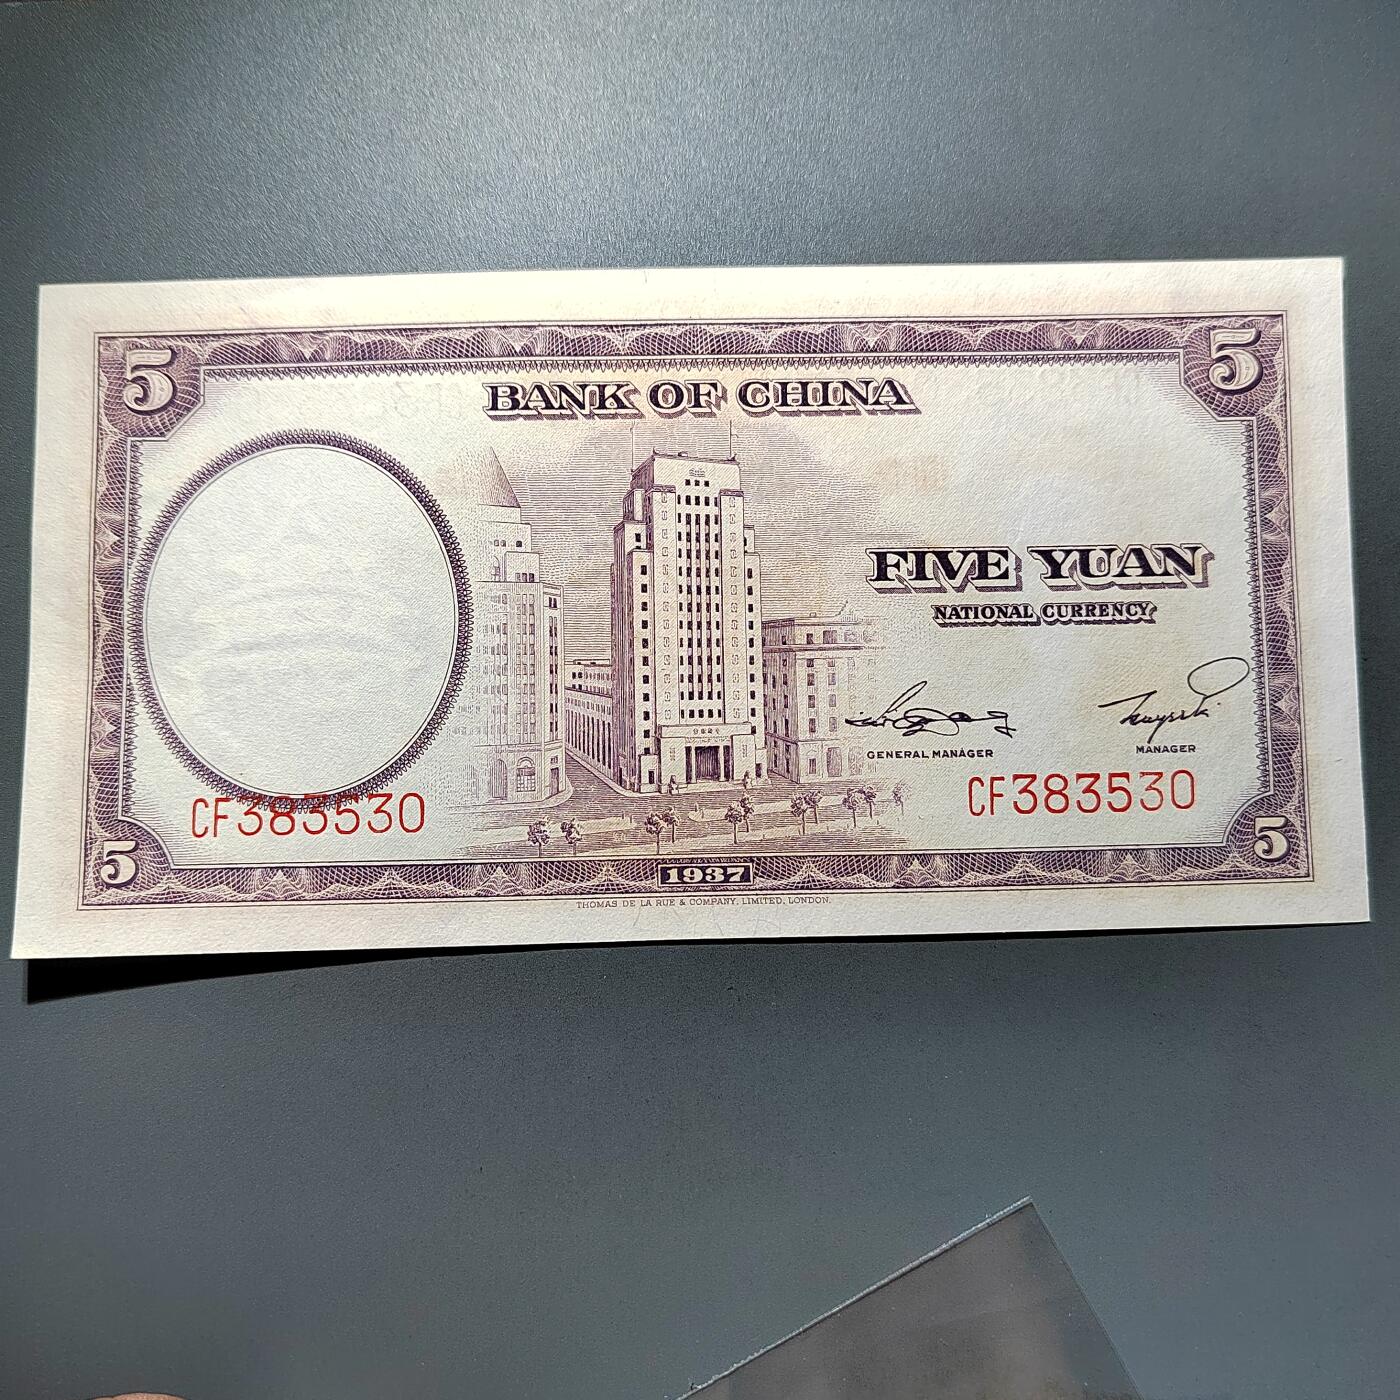 5
5
BANK OF CHINA
FIVE YUAN
NATIONAL CURRENCY
GENERAL MANAGER
MANAGER
CF383530
CF383530
5
5
1937
THOMAS DE LA RUE & COMPANY, LIMITED, LONDON.